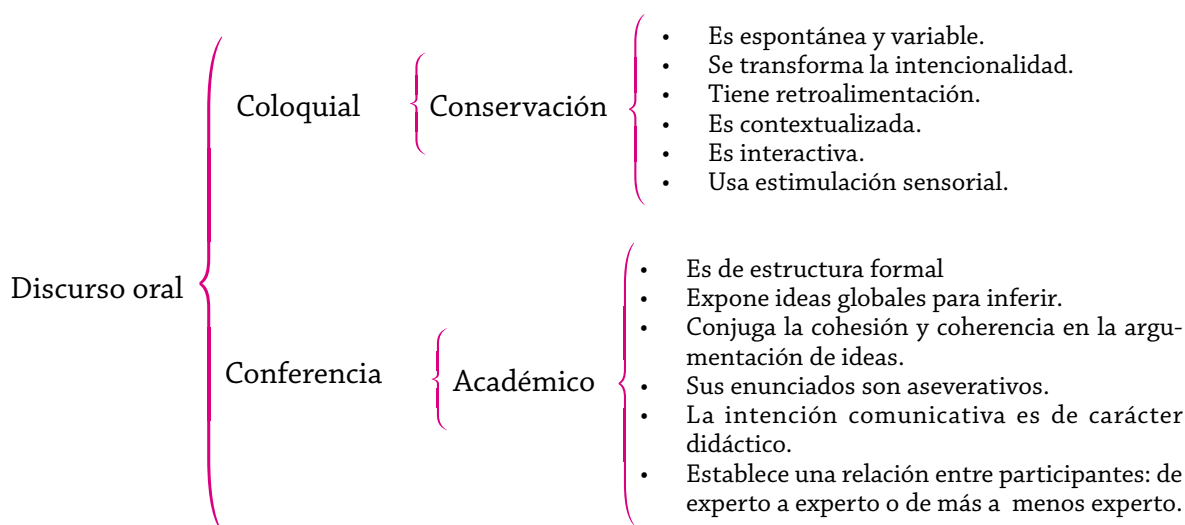 Discurso oral
Coloquial
Conservación
• Es espontánea y variable.
• Se transforma la intencionalidad.
• Tiene retroalimentación.
• Es contextualizada.
• Es interactiva.
• Usa estimulación sensorial.
Conferencia
Académico
• Es de estructura formal
• Expone ideas globales para inferir.
• Conjuga la cohesión y coherencia en la argu-
mentación de ideas.
• Sus enunciados son aseverativos.
• La intención comunicativa es de carácter
didáctico.
• Establece una relación entre participantes: de
experto a experto o de más a menos experto.